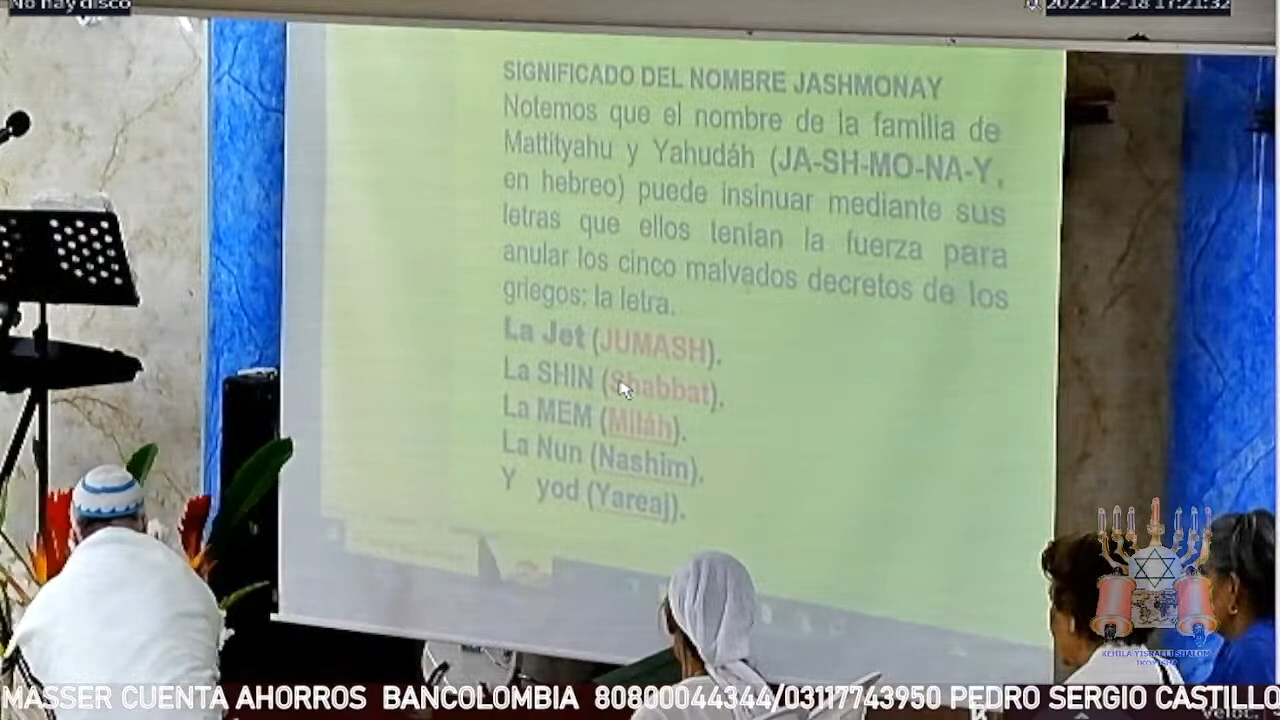 No hay disco
2022-12-18 17:21:32
SIGNIFICADO DEL NOMBRE JASHMONAY
Notemos que el nombre de la familia de
Mattityahu y Yahudáh (JA-SH-MO-NA-Y,
en hebreo) puede insinuar mediante sus
letras que ellos tenían la fuerza para
anular los cinco malvados decretos de los
griegos: la letra.
La Jet (JUMASH).
La SHIN (Shabbat).
La MEM (Miláh).
La Nun (Nashim).
Y yod (Yareaj).
KEHILA YISRAELI SHALOM
MASSER CUENTA AHORROS BANCOLOMBIA 80800044344/03117743950 PEDRO SERGIO CASTILLO